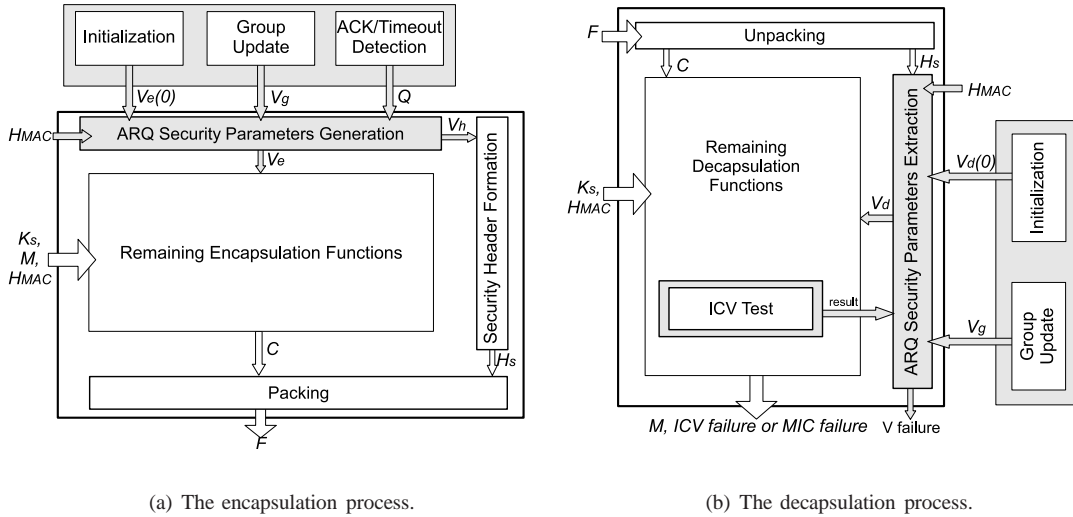 Initialization
Group
Update
ACK/Timeout
Detection
Ve(0)
Vg
Q
HMAC
ARQ Security Parameters Generation
Vh
Ve
Security Header Formation
Ks,
M,
HMAC
Remaining Encapsulation Functions
C
Hs
Packing
F
(a) The encapsulation process.
F
Unpacking
C
Hs
HMAC
Remaining
Decapsulation
Functions
ARQ Security Parameters Extraction
Ks,
HMAC
Vd
Vd(0)
Initialization
ICV Test
result
Vg
Group
Update
M, ICV failure or MIC failure
V failure
(b) The decapsulation process.